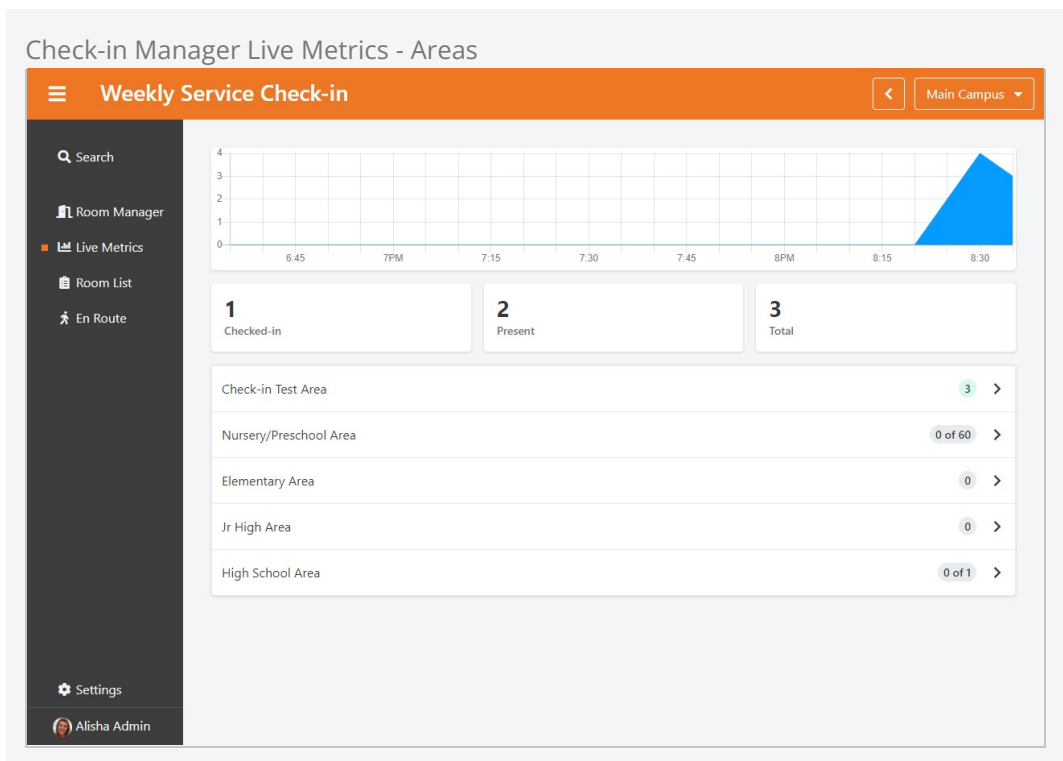 Check-in Manager Live Metrics - Areas
Weekly Service Check-in
Main Campus
Search
Room Manager
Live Metrics
Room List
En Route
4
3
2
1
0
6:45 7PM 7:15 7:30 7:45 8PM 8:15 8:30
1
Checked-in
2
Present
3
Total
Check-in Test Area 3
Nursery/Preschool Area 0 of 60
Elementary Area 0
Jr High Area 0
High School Area 0 of 1
Settings
Alisha Admin